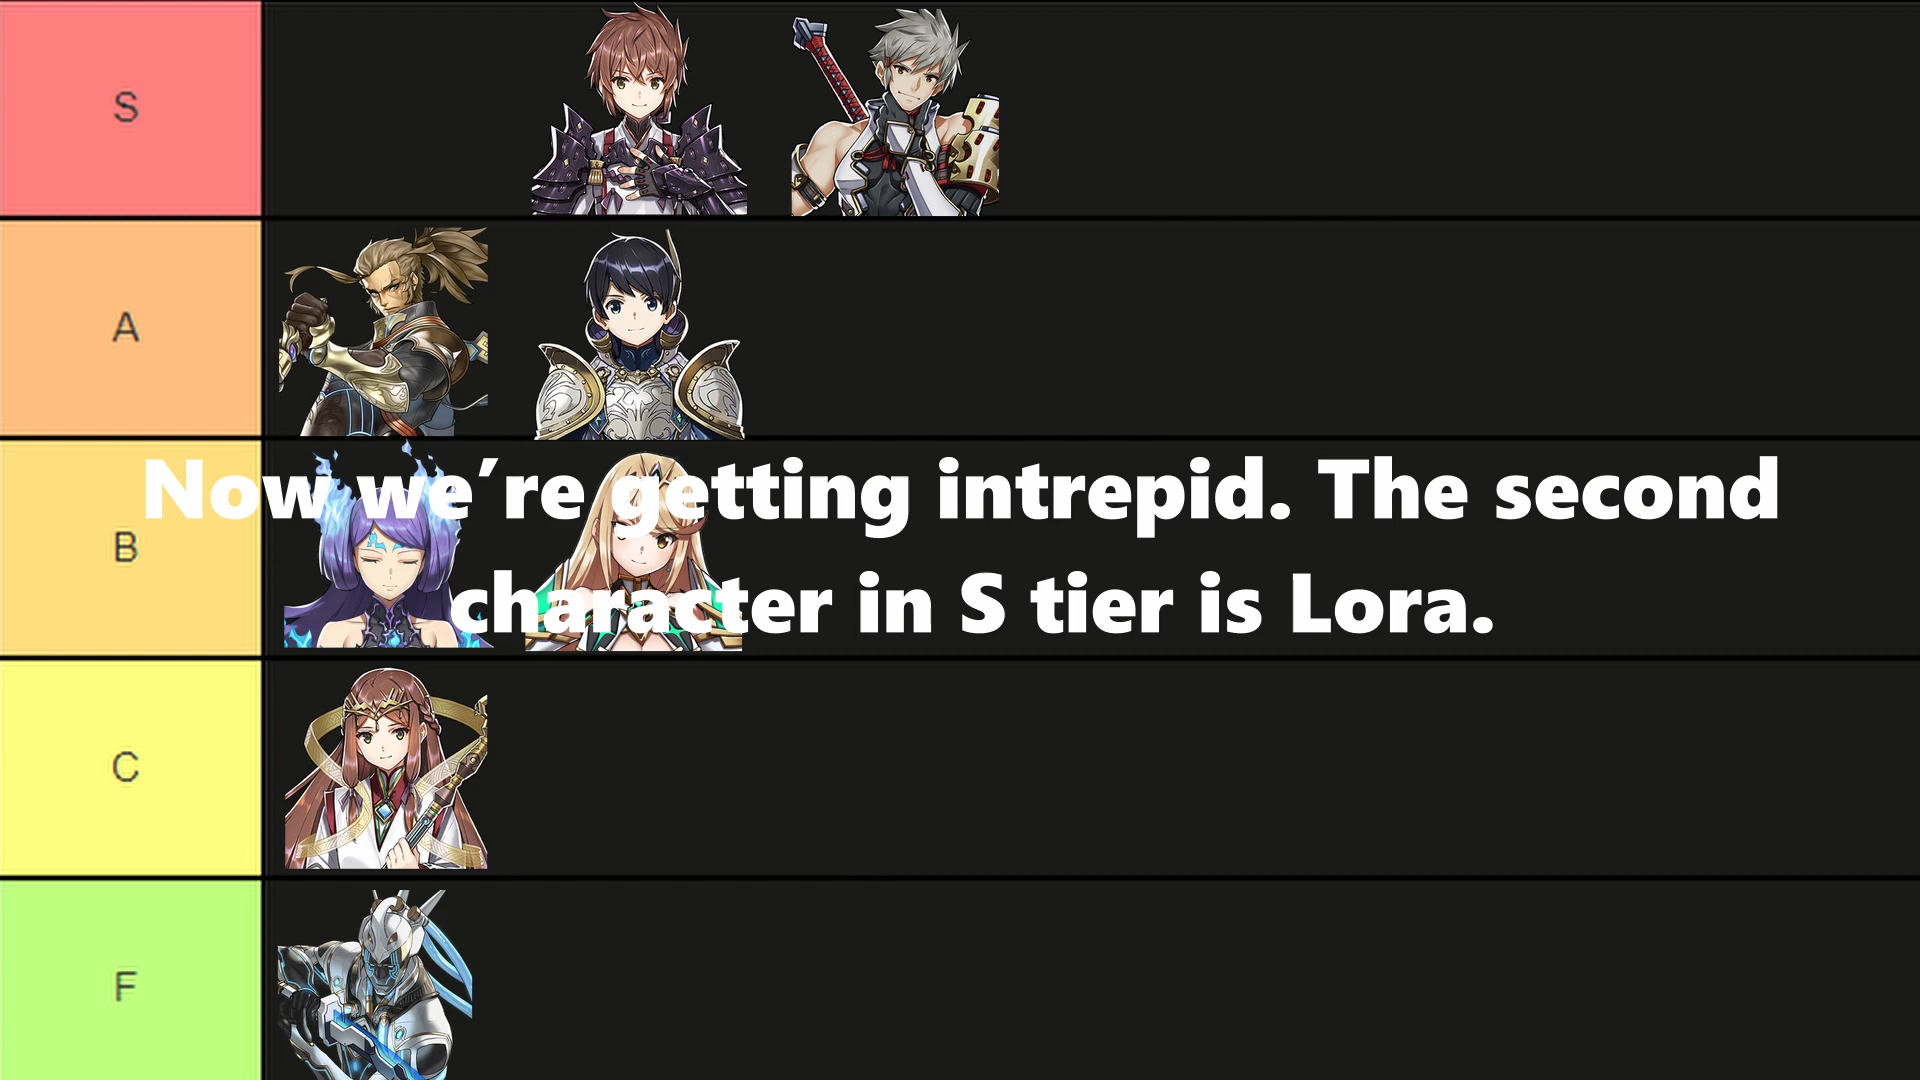 S
A
Now we’re getting intrepid. The second
B
character in S tier is Lora.
C
F